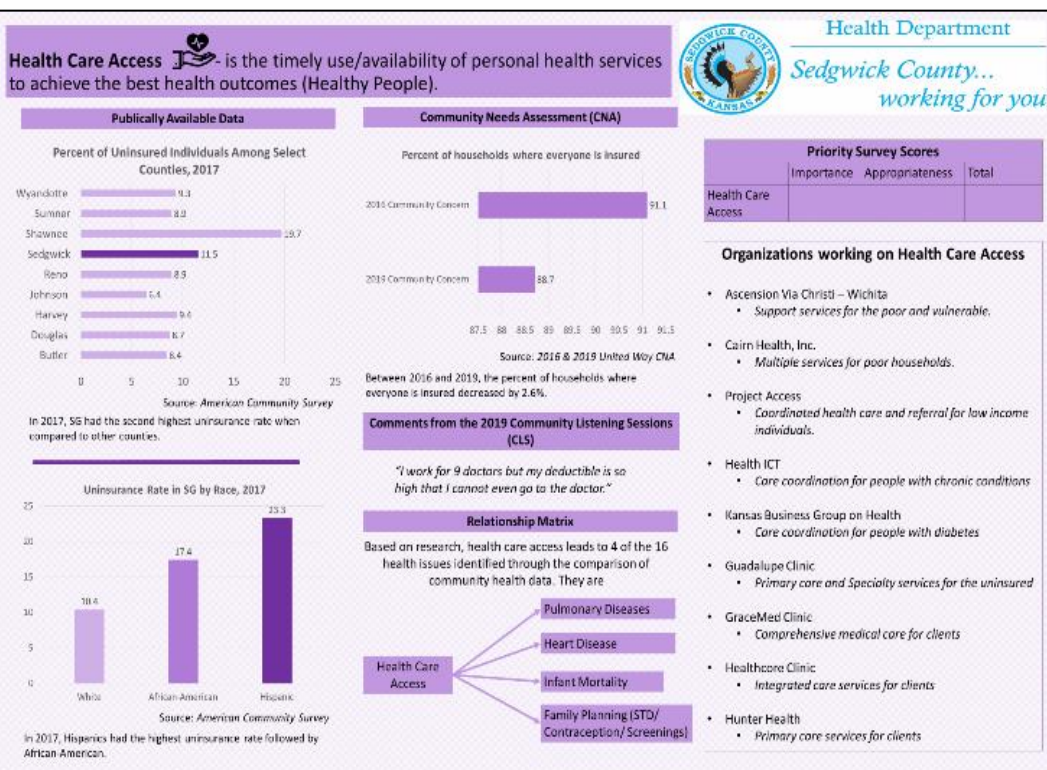 Health Care Access - is the timely use/availability of personal health services
to achieve the best health outcomes (Healthy People).
SEDGWICK COUNTY
KANSAS
Health Department
Sedgwick County...
working for you
Publically Available Data
Percent of Uninsured Individuals Among Select
Counties, 2017
Wyandotte 9.3
Sumner 8.9
Shawnee 19.7
Sedgwick 11.5
Reno 8.9
Johnson 6.4
Harvey 9.4
Douglas 8.7
Butler 8.4
0 5 10 15 20 25
Source: American Community Survey
In 2017, SG had the second highest uninsurance rate when
compared to other counties.
Uninsurance Rate in SG by Race, 2017
25
20
15
10
5
0
10.4
17.4
23.3
White African-American Hispanic
Source: American Community Survey
In 2017, Hispanics had the highest uninsurance rate followed by
African-American.
Community Needs Assessment (CNA)
Percent of households where everyone is insured
2016 Community Concern 91.1
2019 Community Concern 88.7
87.5 88 88.5 89 89.5 90 90.5 91 91.5
Source: 2016 & 2019 United Way CNA
Between 2016 and 2019, the percent of households where
everyone is insured decreased by 2.6%.
Comments from the 2019 Community Listening Sessions
(CLS)
"I work for 9 doctors but my deductible is so
high that I cannot even go to the doctor."
Relationship Matrix
Based on research, health care access leads to 4 of the 16
health issues identified through the comparison of
community health data. They are
Health Care
Access
Pulmonary Diseases
Heart Disease
Infant Mortality
Family Planning (STD/
Contraception/Screenings)
Priority Survey Scores
Importance Appropriateness Total
Health Care
Access
Organizations working on Health Care Access
• Ascension Via Christi – Wichita
• Support services for the poor and vulnerable.
• Cairn Health, Inc.
• Multiple services for poor households.
• Project Access
• Coordinated health care and referral for low income
individuals.
• Health ICT
• Care coordination for people with chronic conditions
• Kansas Business Group on Health
• Care coordination for people with diabetes
• Guadalupe Clinic
• Primary care and Specialty services for the uninsured
• GraceMed Clinic
• Comprehensive medical care for clients
• Healthcore Clinic
• Integrated care services for clients
• Hunter Health
• Primary care services for clients